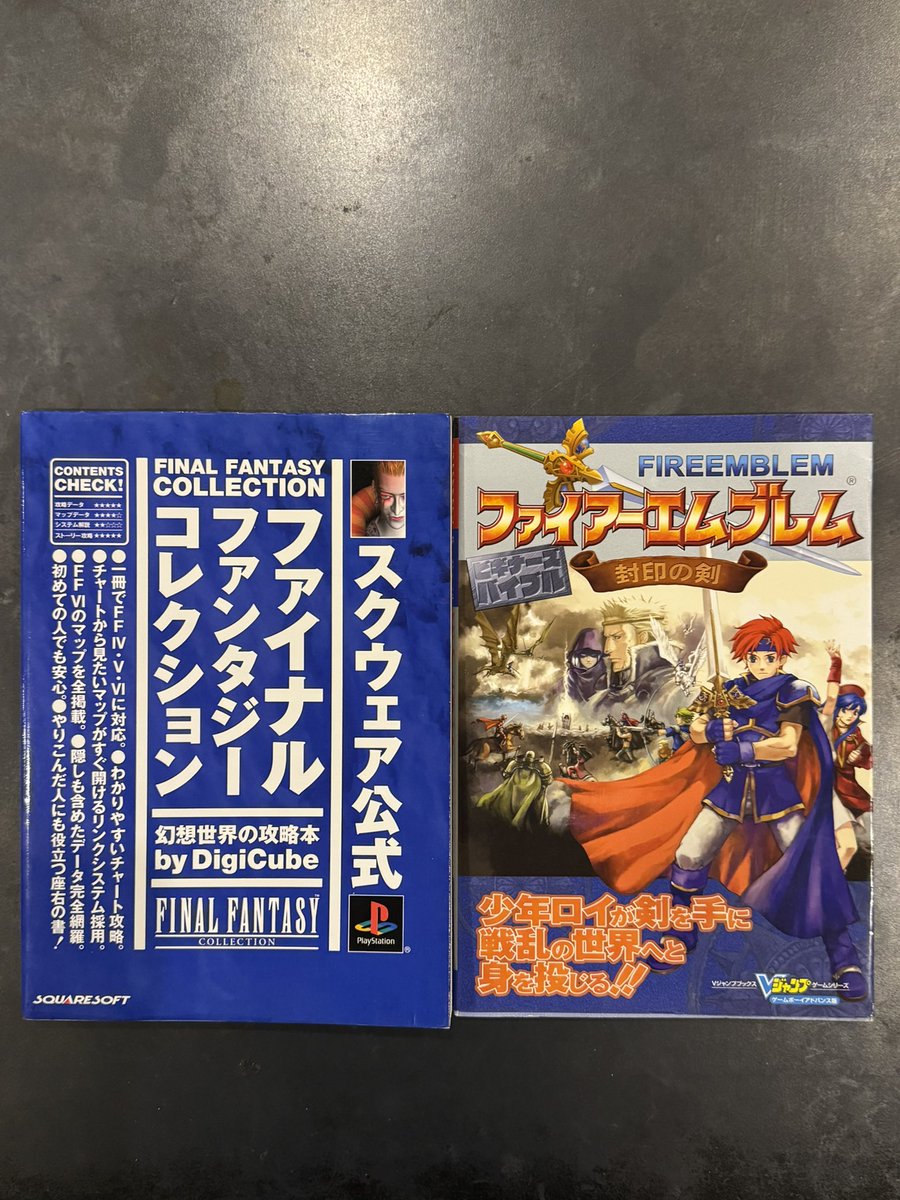 CONTENTS
CHECK!
攻略データ ★★★★★
マップデータ ★★★★☆
システム解説 ★★☆☆☆
ストーリー攻略 ★★★★★
FINAL FANTASY
COLLECTION
スクウェア公式
ファイナル
ファンタジー
コレクション
幻想世界の攻略本
by DigiCube
●一冊でFFⅣ・Ⅴ・Ⅵに対応。●わかりやすいチャート攻略。
●チャートから見たいマップがすぐ開けるリンクシステム採用。
●FFⅥのマップを全掲載。●隠しも含めたデータ完全網羅。
●初めての人でも安心。●やりこんだ人にも役立つ座右の書!
FINAL FANTASY™
COLLECTION
PlayStation
®
SQUARESOFT
FIREEMBLEM
ファイアーエムブレム®
ビギナーズ
バイブル
封印の剣
少年ロイが剣を手に
戦乱の世界へと
身を投じる!!
Vジャンプブックス Vジャンプ ゲームシリーズ
ゲームボーイアドバンス版